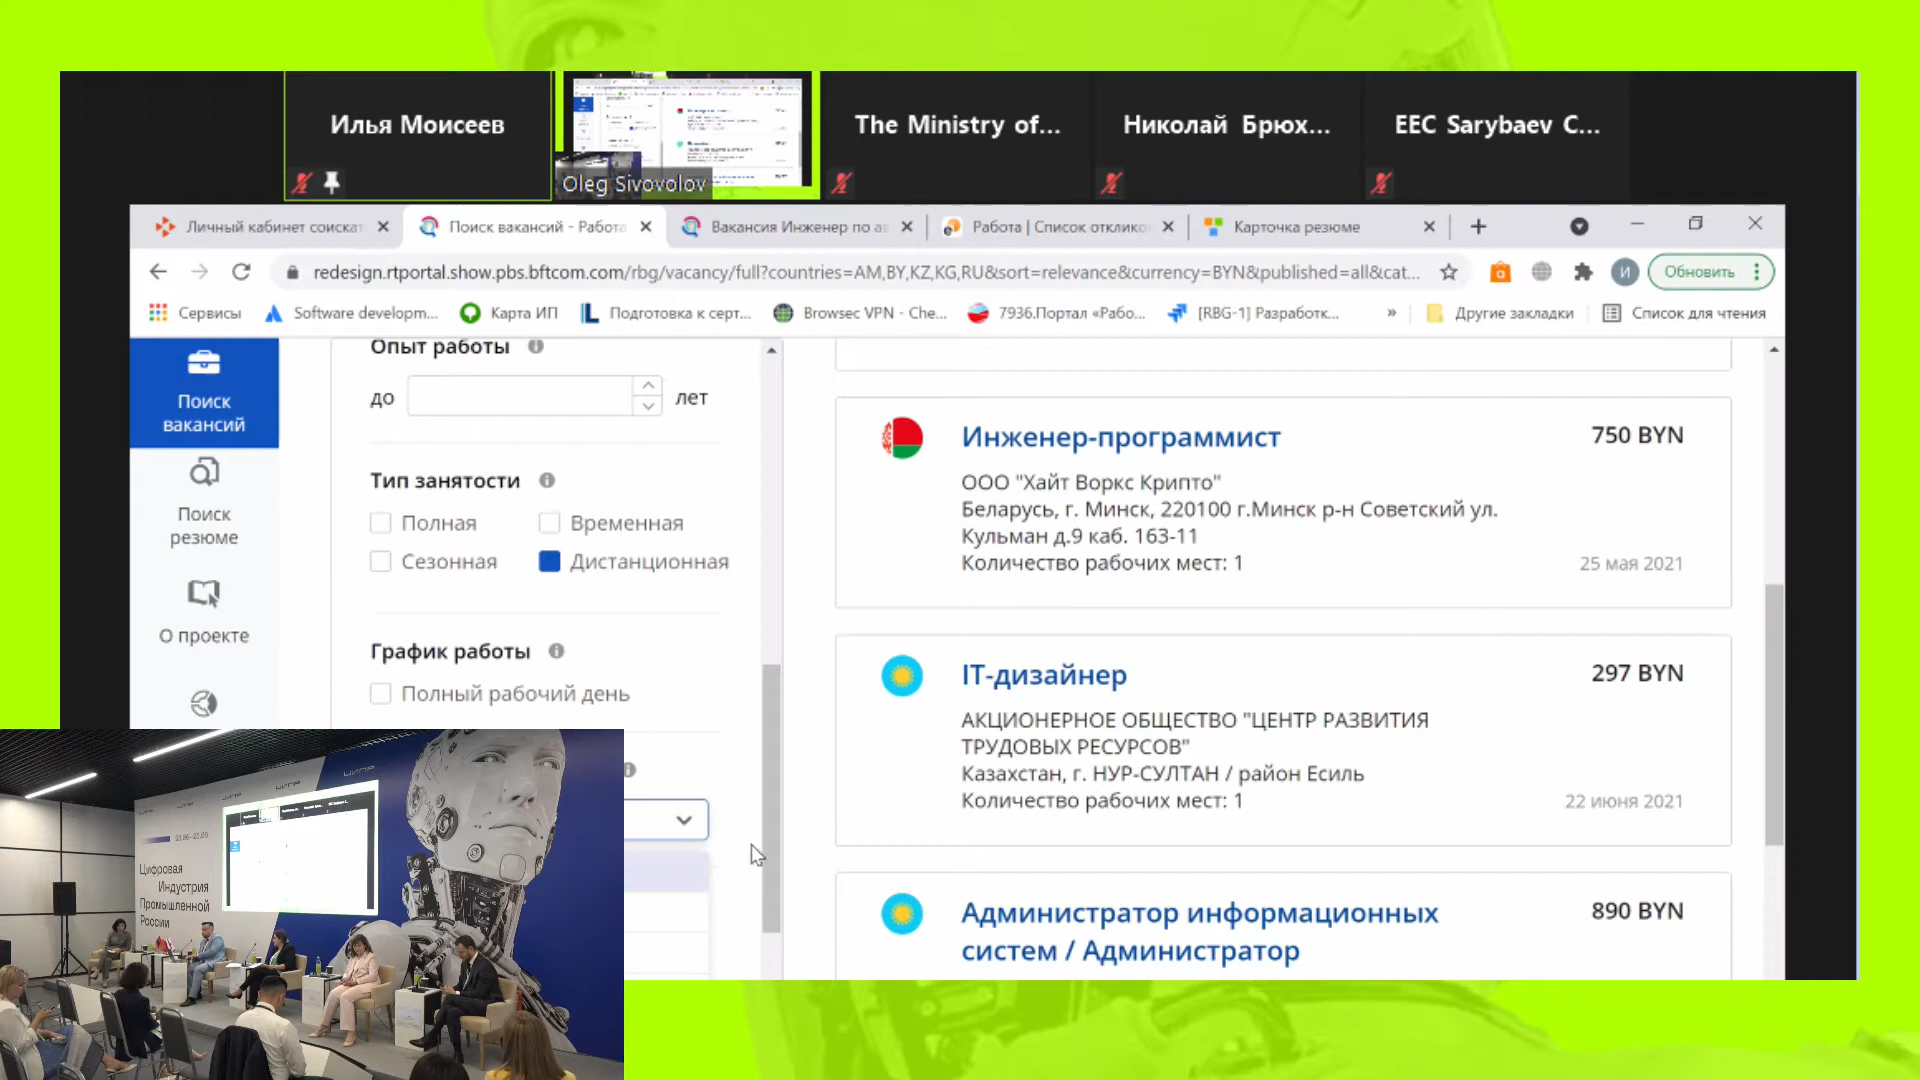 Илья Моисеев
Oleg Sivovolov
The Ministry of...
Николай Брюх...
EEC Sarybaev C...
Личный кабинет соискат
Поиск вакансий - Работа
Вакансия Инженер по ав
Работа | Список откликов
Карточка резюме
redesign.rtportal.show.pbs.bftcom.com/rbg/vacancy/full?countries=AM,BY,KZ,KG,RU&sort=relevance&currency=BYN&published=all&cat...
И
Обновить
Сервисы
Software developm...
Карта ИП
Подготовка к серт...
Browsec VPN - Che...
7936.Портал «Рабо...
[RBG-1] Разработк...
»
Другие закладки
Список для чтения
Поиск
вакансий
Поиск
резюме
О проекте
Опыт работы
до
лет
Тип занятости
Полная
Временная
Сезонная
Дистанционная
График работы
Полный рабочий день
Инженер-программист
750 BYN
ООО "Хайт Воркс Крипто"
Беларусь, г. Минск, 220100 г.Минск р-н Советский ул.
Кульман д.9 каб. 163-11
Количество рабочих мест: 1
25 мая 2021
IT-дизайнер
297 BYN
АКЦИОНЕРНОЕ ОБЩЕСТВО "ЦЕНТР РАЗВИТИЯ
ТРУДОВЫХ РЕСУРСОВ"
Казахстан, г. НУР-СУЛТАН / район Есиль
Количество рабочих мест: 1
22 июня 2021
Администратор информационных
систем / Администратор
890 BYN
ЦИПР
Цифровая
Индустрия
Промышленной
России